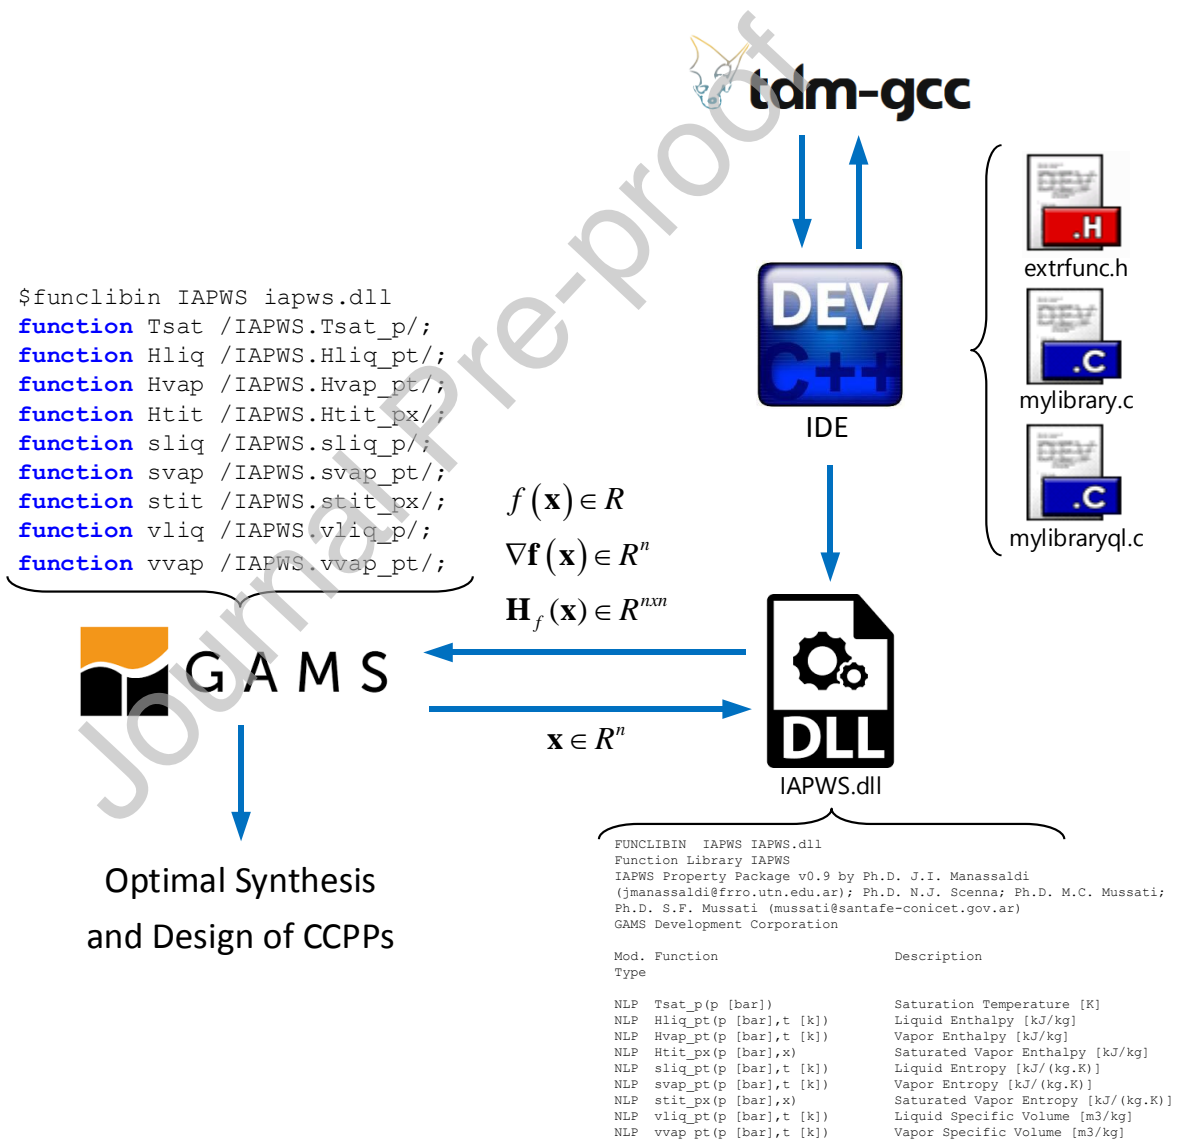 tdm-gcc
.H
extrfunc.h
DEV
C++
IDE
.C
mylibrary.c
.C
mylibraryql.c
$funclibin IAPWS iapws.dll
function Tsat /IAPWS.Tsat_p/;
function Hliq /IAPWS.Hliq_pt/;
function Hvap /IAPWS.Hvap_pt/;
function Htit /IAPWS.Htit_px/;
function sliq /IAPWS.sliq_p/;
function svap /IAPWS.svap_pt/;
function stit /IAPWS.stit_px/;
function vliq /IAPWS.vliq_p/;
function vvap /IAPWS.vvap_pt/;
f(x)∈R
∇f(x)∈Rⁿ
H_f(x)∈Rⁿˣⁿ
GAMS
x∈Rⁿ
DLL
IAPWS.dll
Optimal Synthesis
and Design of CCPPs
FUNCLIBIN  IAPWS IAPWS.dll
Function Library IAPWS
IAPWS Property Package v0.9 by Ph.D. J.I. Manassaldi
(jmanassaldi@frro.utn.edu.ar); Ph.D. N.J. Scenna; Ph.D. M.C. Mussati;
Ph.D. S.F. Mussati (mussati@santafe-conicet.gov.ar)
GAMS Development Corporation
Mod. Function Description
Type
NLP Tsat_p(p [bar]) Saturation Temperature [K]
NLP Hliq_pt(p [bar],t [k]) Liquid Enthalpy [kJ/kg]
NLP Hvap_pt(p [bar],t [k]) Vapor Enthalpy [kJ/kg]
NLP Htit_px(p [bar],x) Saturated Vapor Enthalpy [kJ/kg]
NLP sliq_pt(p [bar],t [k]) Liquid Entropy [kJ/(kg.K)]
NLP svap_pt(p [bar],t [k]) Vapor Entropy [kJ/(kg.K)]
NLP stit_px(p [bar],x) Saturated Vapor Entropy [kJ/(kg.K)]
NLP vliq_pt(p [bar],t [k]) Liquid Specific Volume [m3/kg]
NLP vvap_pt(p [bar],t [k]) Vapor Specific Volume [m3/kg]
Journal Pre-proof